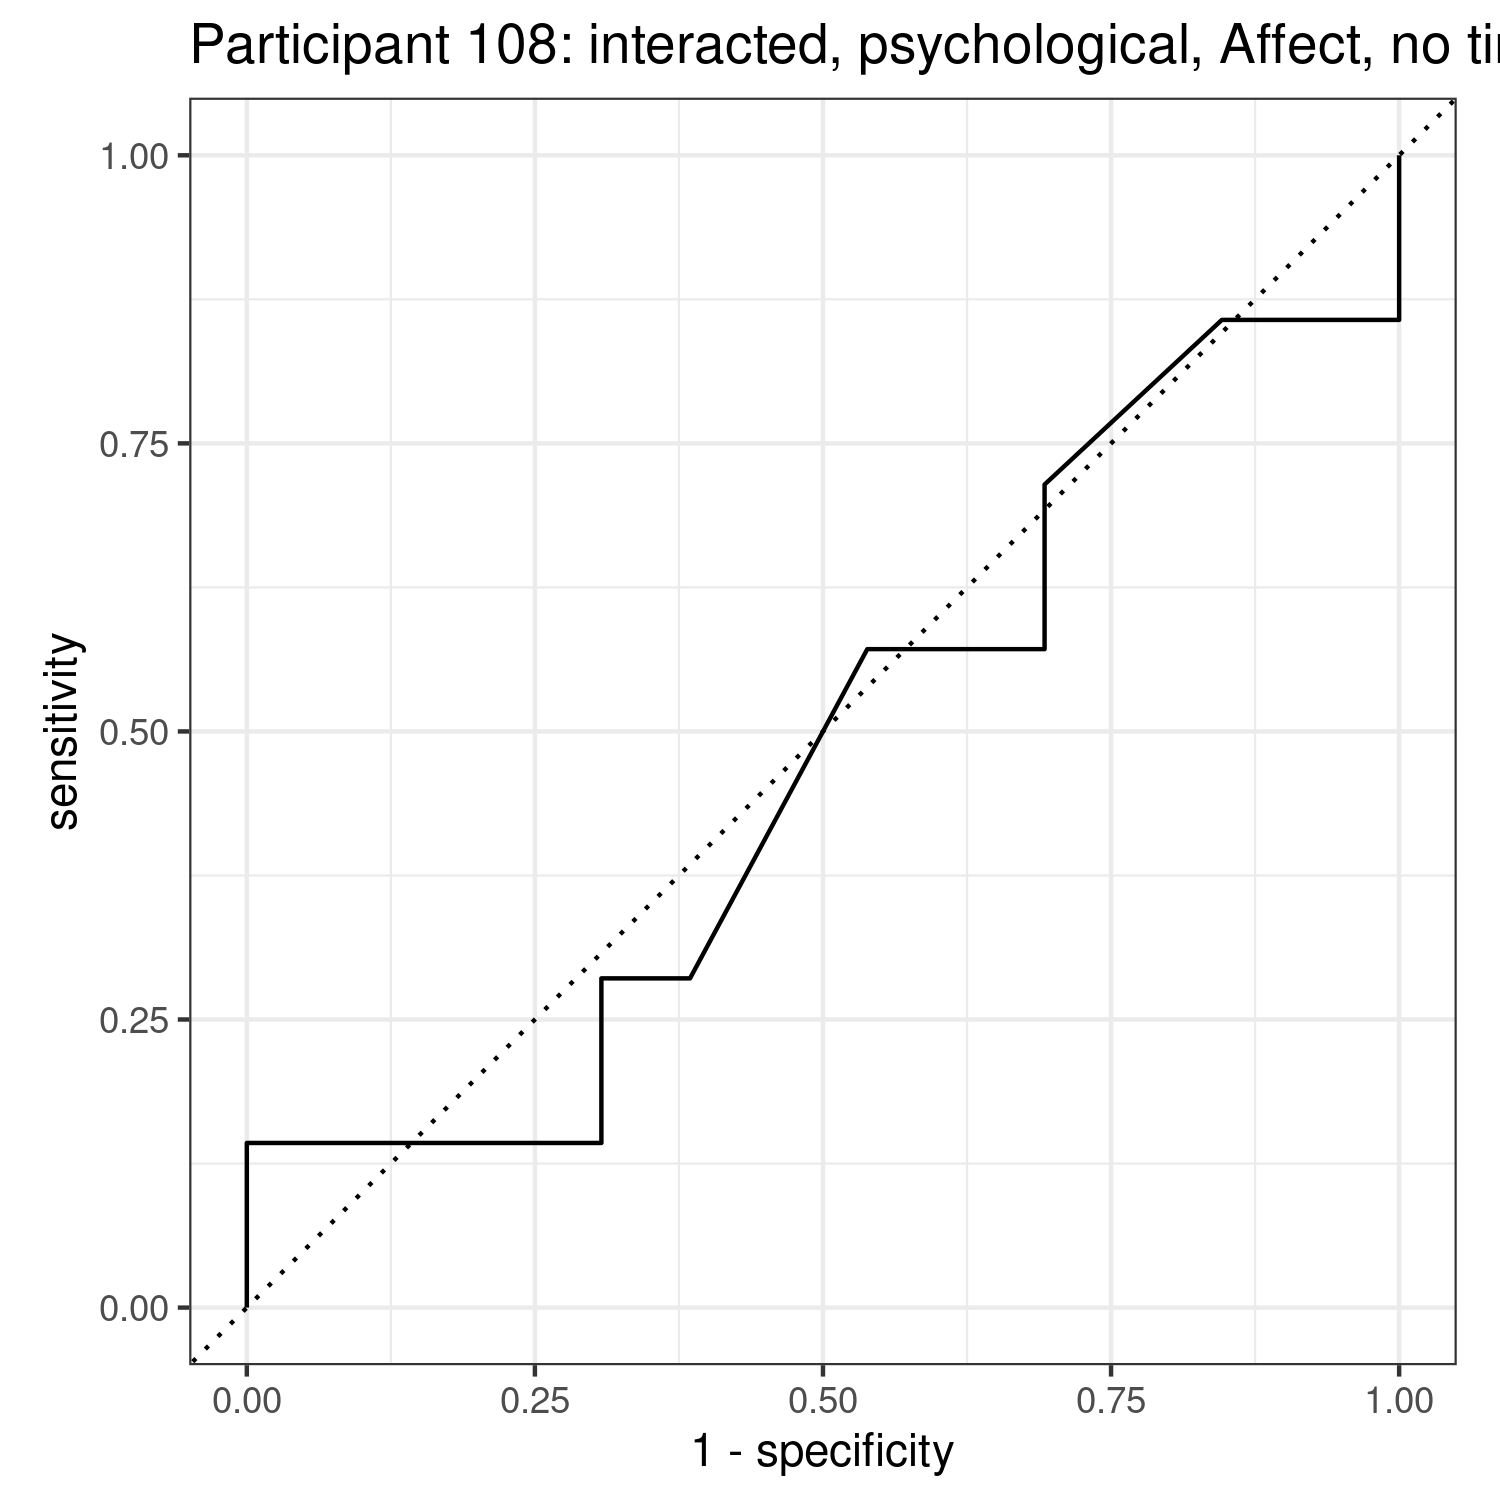 Participant 108: interacted, psychological, Affect, no
1.00
0.75
0.50
0.25
0.00
sensitivity
0.00 0.25 0.50 0.75 1.00
1 - specificity